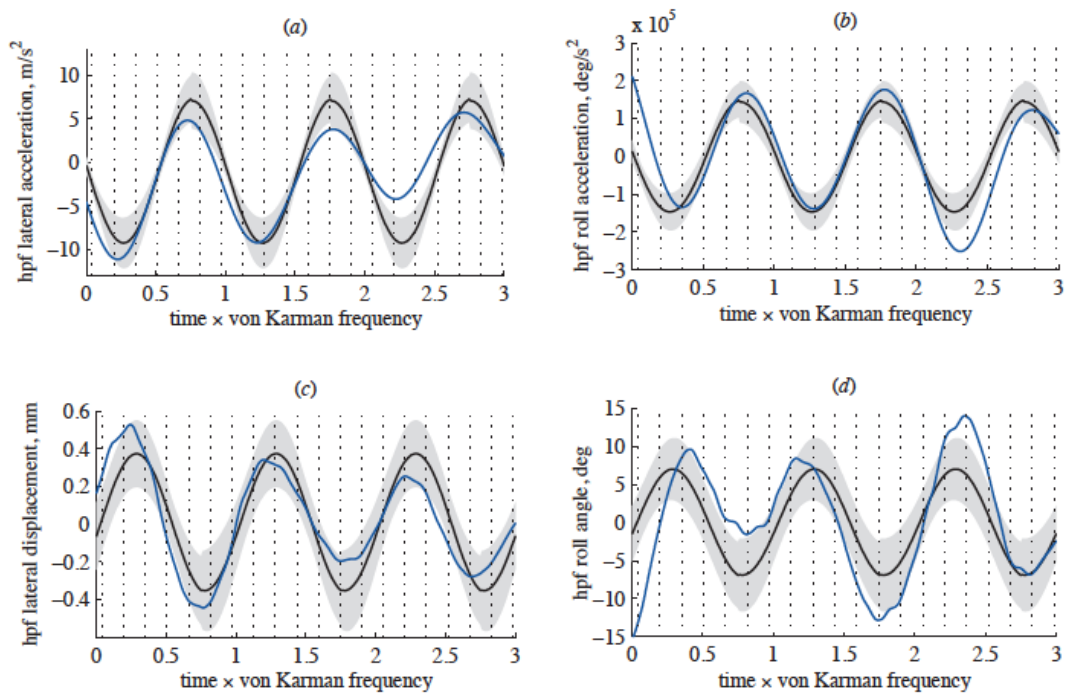 (a)
hpf lateral acceleration, m/s²
10
5
0
−5
−10
0 0.5 1 1.5 2 2.5 3
time × von Karman frequency
(b)
x 10⁵
hpf roll acceleration, deg/s²
3
2
1
0
−1
−2
−3
0 0.5 1 1.5 2 2.5 3
time × von Karman frequency
(c)
hpf lateral displacement, mm
0.6
0.4
0.2
0
−0.2
−0.4
0 0.5 1 1.5 2 2.5 3
time × von Karman frequency
(d)
hpf roll angle, deg
15
10
5
0
−5
−10
−15
0 0.5 1 1.5 2 2.5 3
time × von Karman frequency